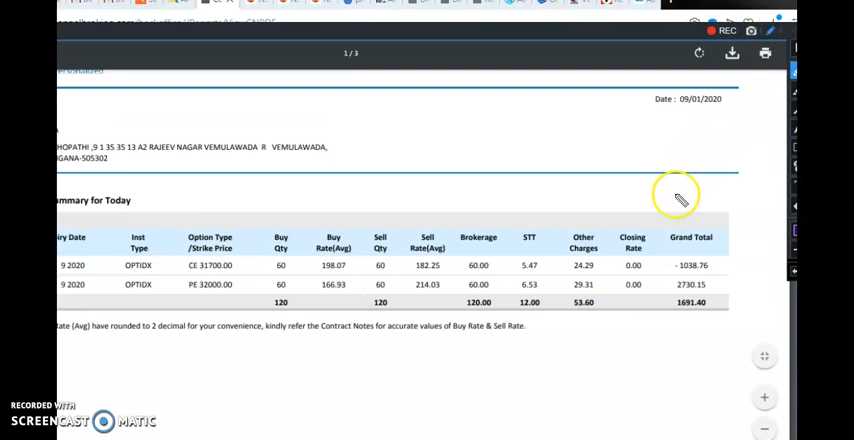 REC
1 / 3
ersonalized
Date : 09/01/2020
A
HOPATHI ,9 1 35 35 13 A2 RAJEEV NAGAR VEMULAWADA R VEMULAWADA,
NGANA-505302
ummary for Today
iry Date Inst Type Option Type /Strike Price Buy Qty Buy Rate(Avg) Sell Qty Sell Rate(Avg) Brokerage STT Other Charges Closing Rate Grand Total
9 2020 OPTIDX CE 31700.00 60 198.07 60 182.25 60.00 5.47 24.29 0.00 - 1038.76
9 2020 OPTIDX PE 32000.00 60 166.93 60 214.03 60.00 6.53 29.31 0.00 2730.15
120 120 120.00 12.00 53.60 1691.40
tate (Avg) have rounded to 2 decimal for your convenience, kindly refer the Contract Notes for accurate values of Buy Rate & Sell Rate.
RECORDED WITH
SCREENCAST MATIC